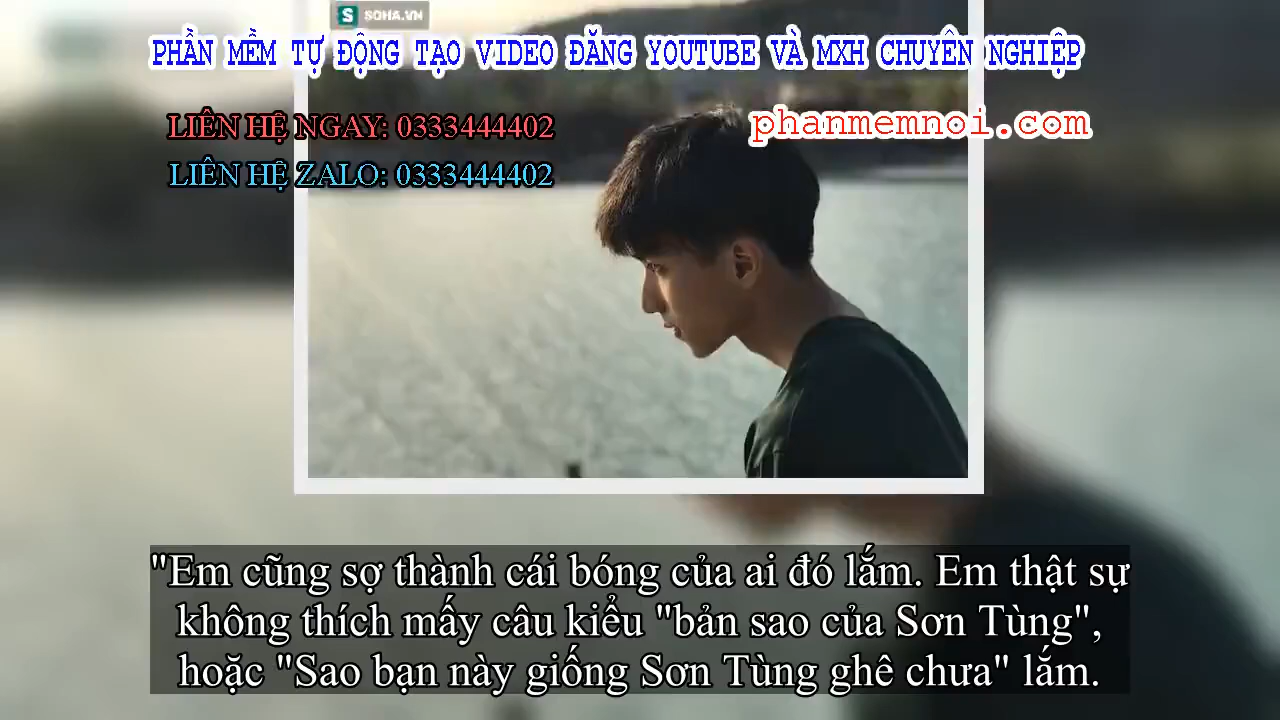 SOHA.VN
PHẦN MỀM TỰ ĐỘNG TẠO VIDEO ĐĂNG YOUTUBE VÀ MXH CHUYÊN NGHIỆP
LIÊN HỆ NGAY: 0333444402
phanmemnoi.com
LIÊN HỆ ZALO: 0333444402
"Em cũng sợ thành cái bóng của ai đó lắm. Em thật sự
không thích mấy câu kiểu "bản sao của Sơn Tùng",
hoặc "Sao bạn này giống Sơn Tùng ghê chưa" lắm.